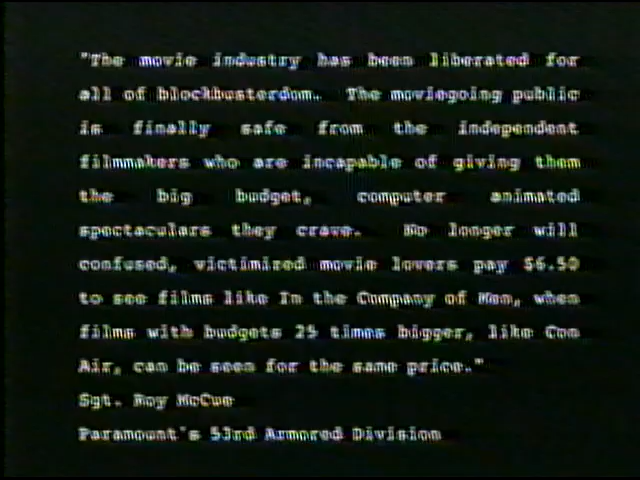 "The movie industry has been liberated for
all of blockbusterdom. The moviegoing public
is finally safe from the independent
filmmakers who are incapable of giving them
the big budget, computer animated
spectaculars they crave. No longer will
confused, victimized movie lovers pay $6.50
to see films like In the Company of Men, when
films with budgets 25 times bigger, like Con
Air, can be seen for the same price."
Sgt. Roy McCue
Paramount's 53rd Armored Division